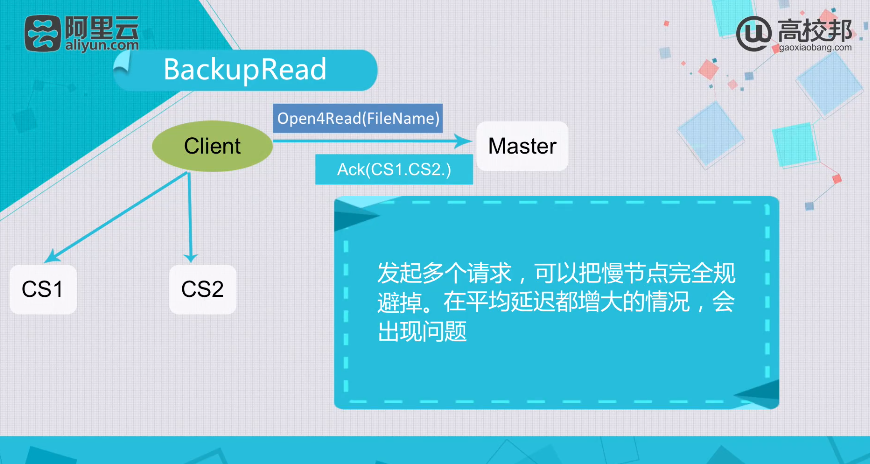 阿里云
aliyun.com
高校邦
gaoxiaobang.com
BackupRead
Open4Read(FileName)
Client
Master
Ack(CS1.CS2.)
CS1
CS2
发起多个请求，可以把慢节点完全规
避掉。在平均延迟都增大的情况，会
出现问题